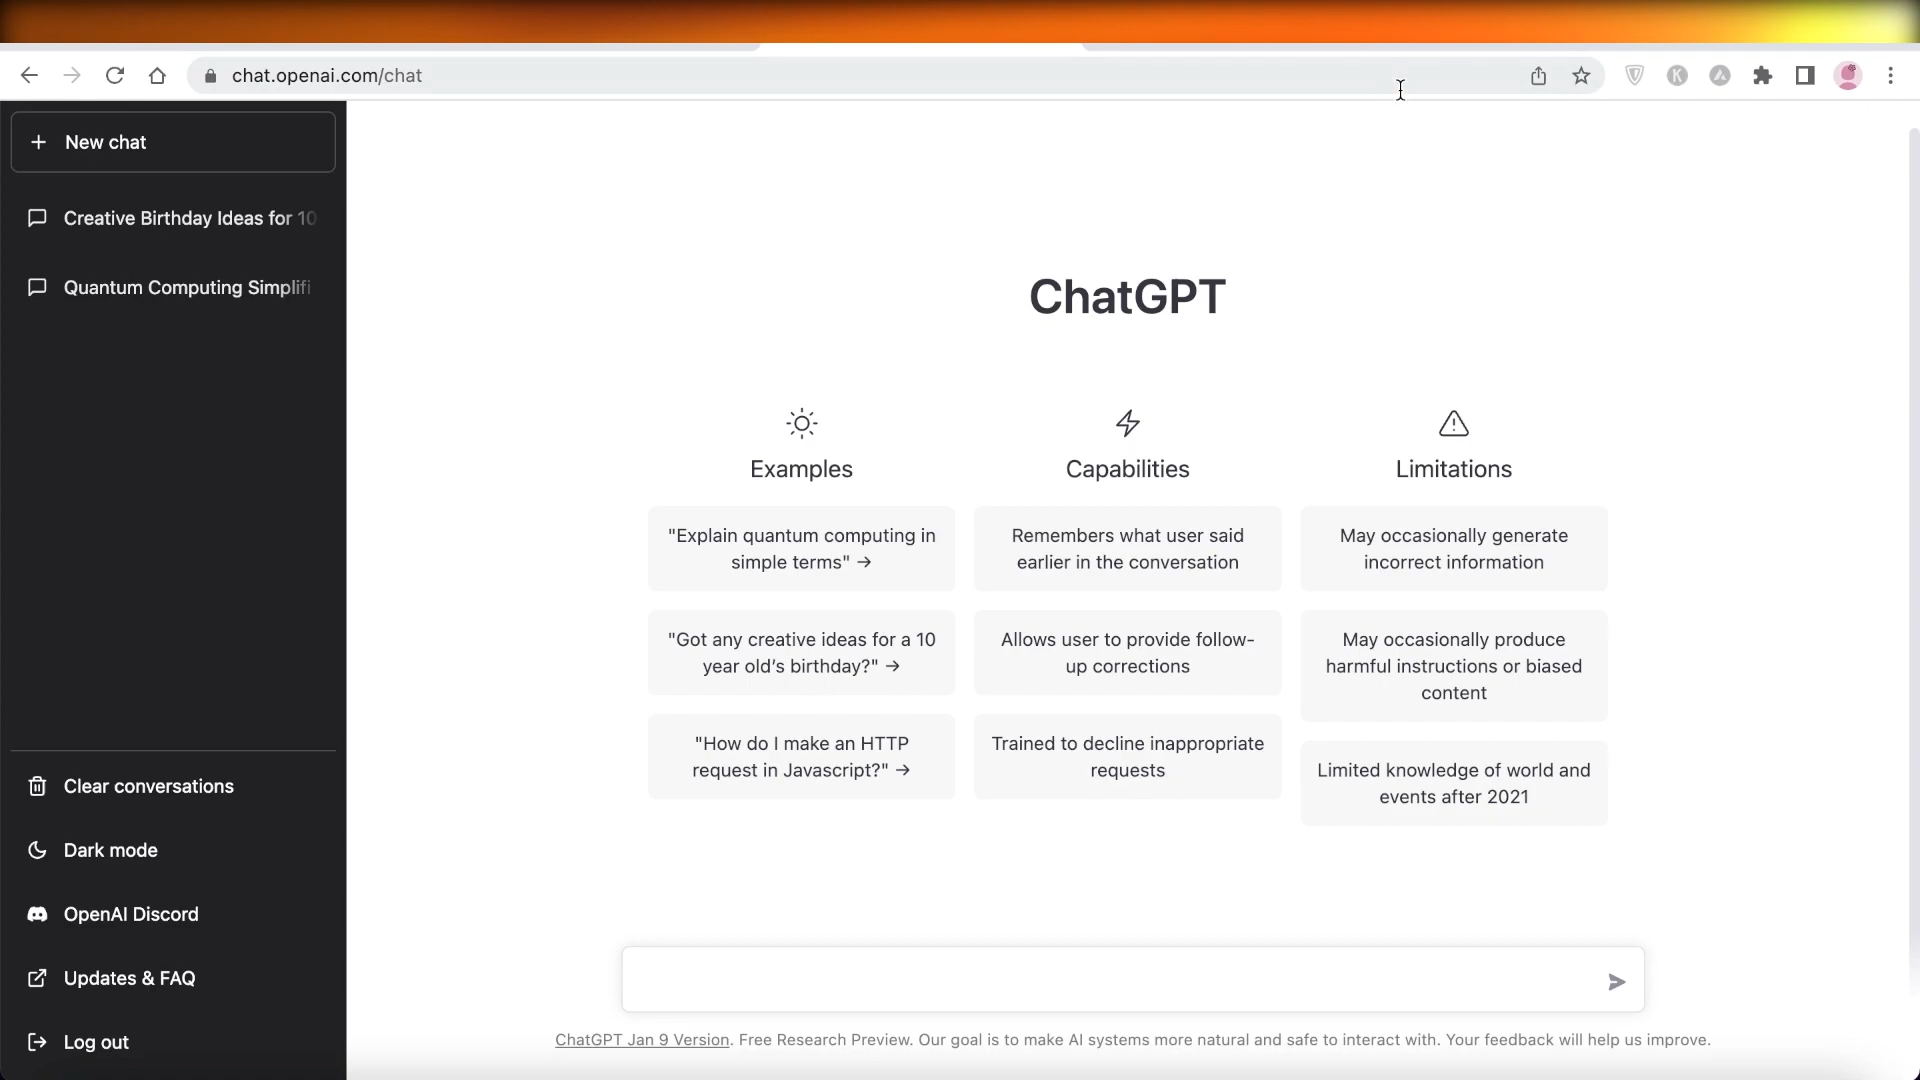 chat.openai.com/chat
New chat
Creative Birthday Ideas for 10
Quantum Computing Simplifi
Clear conversations
Dark mode
OpenAI Discord
Updates & FAQ
Log out
ChatGPT
Examples
"Explain quantum computing in
simple terms" →
"Got any creative ideas for a 10
year old's birthday?" →
"How do I make an HTTP
request in Javascript?" →
Capabilities
Remembers what user said
earlier in the conversation
Allows user to provide follow-
up corrections
Trained to decline inappropriate
requests
Limitations
May occasionally generate
incorrect information
May occasionally produce
harmful instructions or biased
content
Limited knowledge of world and
events after 2021
ChatGPT Jan 9 Version. Free Research Preview. Our goal is to make AI systems more natural and safe to interact with. Your feedback will help us improve.